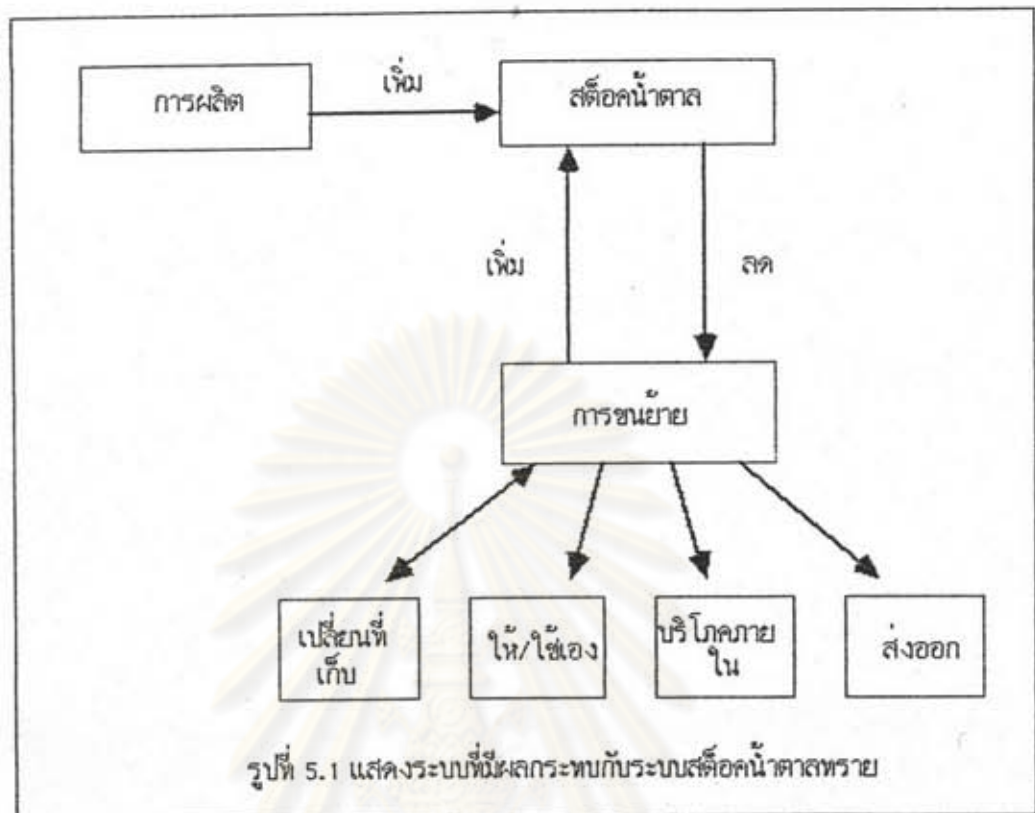 การผลิต
เพิ่ม
สต็อคน้ำตาล
เพิ่ม
ลด
การขนย้าย
เปลี่ยนที่
เก็บ
ให้/ใช้เอง
บริโภคภาย
ใน
ส่งออก
รูปที่ 5.1 แสดงระบบที่มีผลกระทบกับระบบสต็อคน้ำตาลทราย